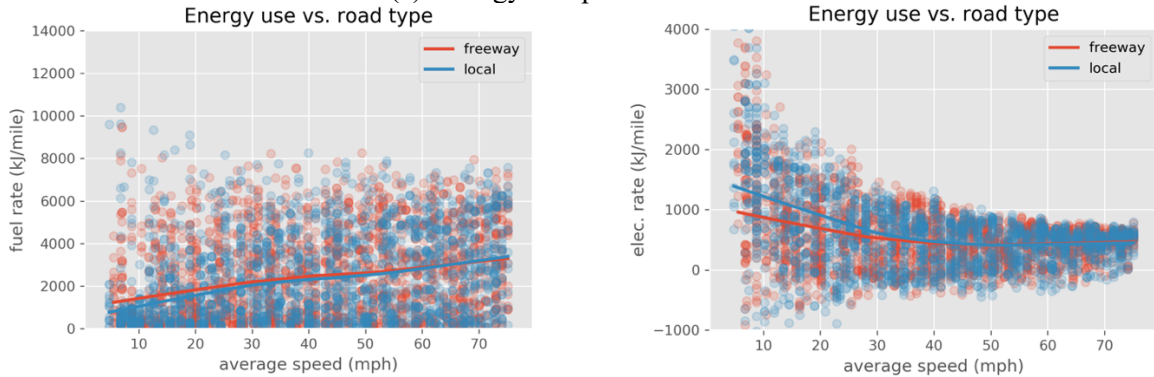 Energy use vs. road type
14000
12000
10000
8000
6000
4000
2000
0
fuel rate (kJ/mile)
freeway
local
10 20 30 40 50 60 70
average speed (mph)
Energy use vs. road type
4000
3000
2000
1000
0
−1000
elec. rate (kJ/mile)
freeway
local
10 20 30 40 50 60 70
average speed (mph)